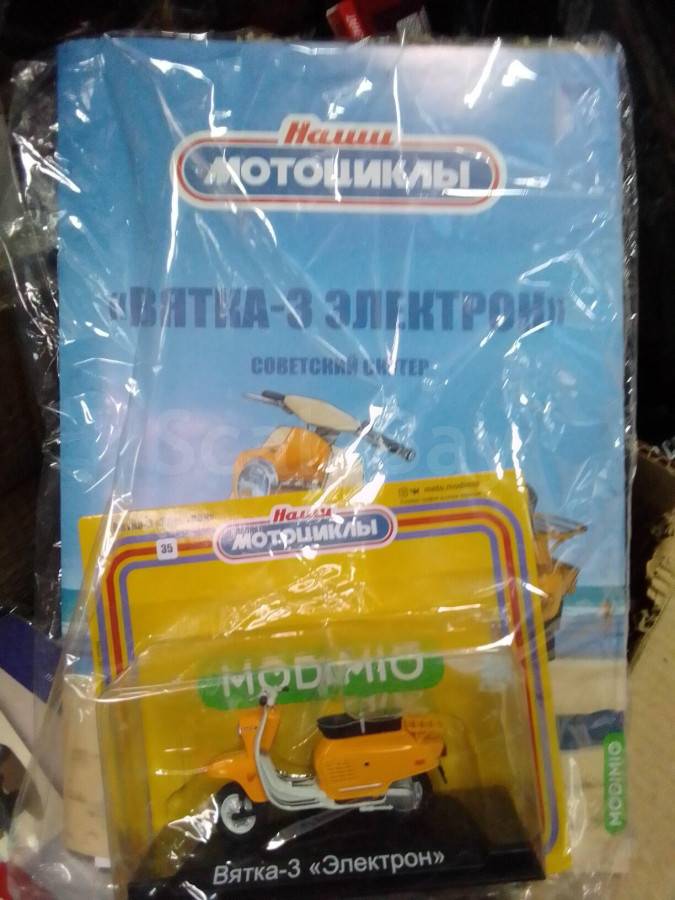 Наши
МОТОЦИКЛЫ
«ВЯТКА-3 ЭЛЕКТРОН»
СОВЕТСКИЙ СКУТЕР
Наши
МОТОЦИКЛЫ
35
MODIMIO
MODIMIO
Вятка-3 «Электрон»